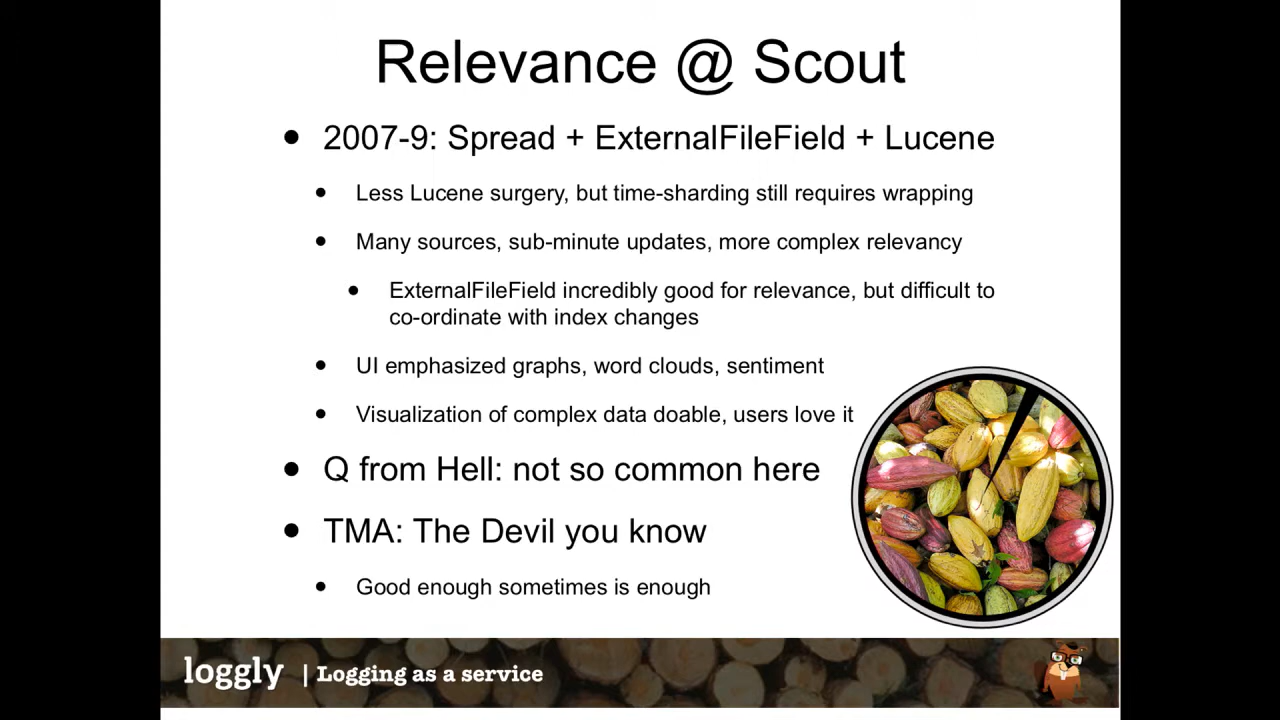 Relevance @ Scout
• 2007-9: Spread + ExternalFileField + Lucene
• Less Lucene surgery, but time-sharding still requires wrapping
• Many sources, sub-minute updates, more complex relevancy
• ExternalFileField incredibly good for relevance, but difficult to
co-ordinate with index changes
• UI emphasized graphs, word clouds, sentiment
• Visualization of complex data doable, users love it
• Q from Hell: not so common here
• TMA: The Devil you know
• Good enough sometimes is enough
loggly | Logging as a service